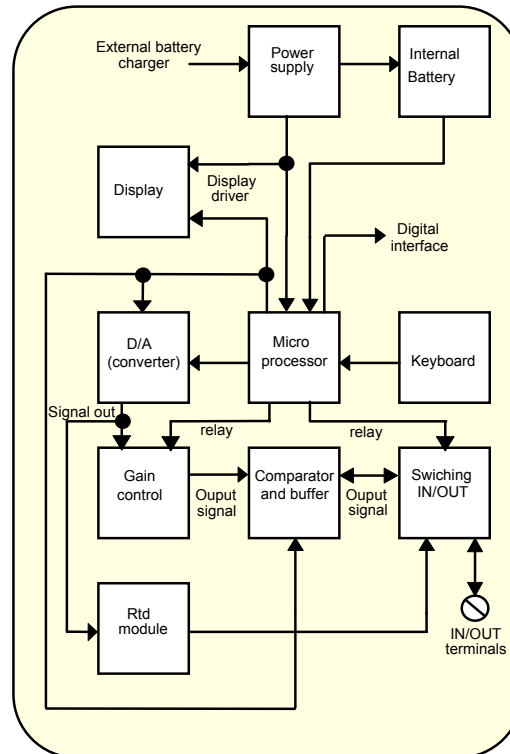 External battery
charger
Power
supply
Internal
Battery
Display
Display
driver
Digital
interface
D/A
(converter)
Micro
processor
Keyboard
Signal out
relay
relay
Gain
control
Ouput
signal
Comparator
and buffer
Ouput
signal
Swiching
IN/OUT
Rtd
module
IN/OUT
terminals